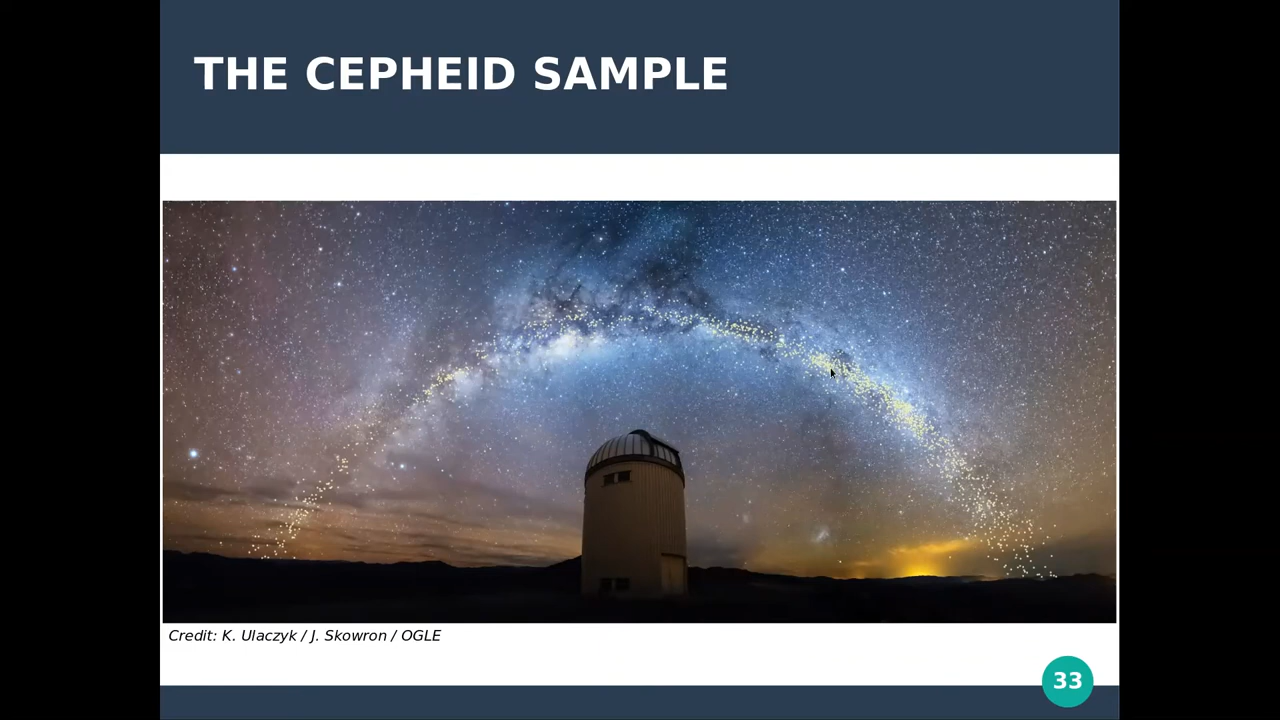 THE CEPHEID SAMPLE
Credit: K. Ulaczyk / J. Skowron / OGLE
33